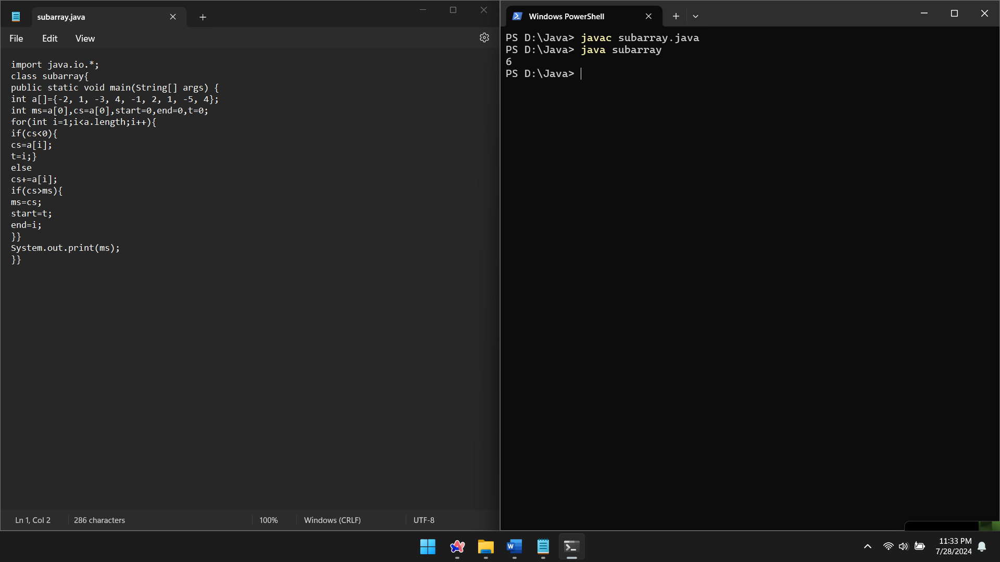 subarray.java
File Edit View
import java.io.*;
class subarray{
public static void main(String[] args) {
int a[]={-2, 1, -3, 4, -1, 2, 1, -5, 4};
int ms=a[0],cs=a[0],start=0,end=0,t=0;
for(int i=1;i<a.length;i++){
if(cs<0){
cs=a[i];
t=i;}
else
cs+=a[i];
if(cs>ms){
ms=cs;
start=t;
end=i;
}}
System.out.print(ms);
}}
Ln 1, Col 2 286 characters 100% Windows (CRLF) UTF-8
Windows PowerShell
PS D:\Java> javac subarray.java
PS D:\Java> java subarray
6
PS D:\Java>
W
11:33 PM
7/28/2024